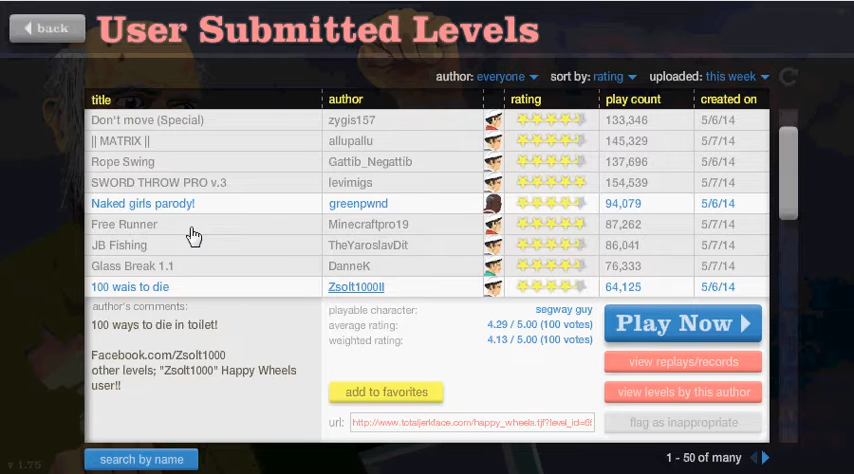 back
User Submitted Levels
author: everyone sort by: rating uploaded: this week
title author rating play count created on
Don't move (Special) zygis157 133,346 5/6/14
|| MATRIX || allupallu 145,329 5/7/14
Rope Swing Gattib_Negattib 137,696 5/6/14
SWORD THROW PRO v.3 levimigs 154,539 5/7/14
Naked girls parody! greenpwnd 94,079 5/6/14
Free Runner Minecraftpro19 87,262 5/7/14
JB Fishing TheYaroslavDit 86,041 5/7/14
Glass Break 1.1 DanneK 76,333 5/7/14
100 wais to die Zsolt1000II 64,125 5/6/14
author's comments:
100 ways to die in toilet!
Facebook.com/Zsolt1000
other levels; "Zsolt1000" Happy Wheels
user!!
playable character: segway guy
average rating: 4.29 / 5.00 (100 votes)
weighted rating: 4.13 / 5.00 (100 votes)
add to favorites
url: http://www.totaljerkface.com/happy_wheels.tjf?level_id=6
Play Now
view replays/records
view levels by this author
flag as inappropriate
v 1.75
search by name
1 - 50 of many